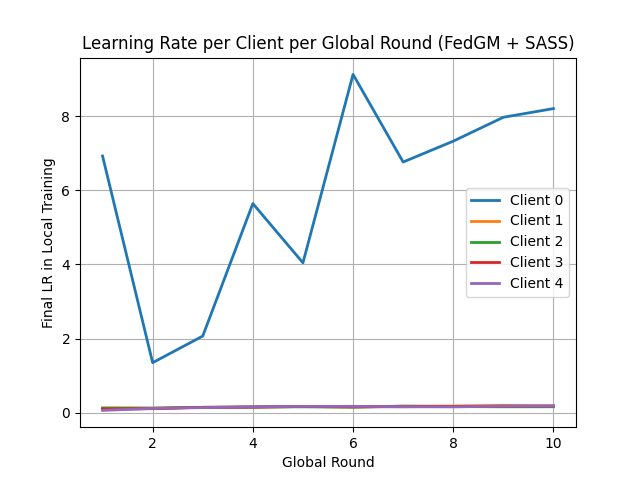 Learning Rate per Client per Global Round (FedGM + SASS)
Final LR in Local Training
8
6
4
2
0
Client 0
Client 1
Client 2
Client 3
Client 4
2 4 6 8 10
Global Round